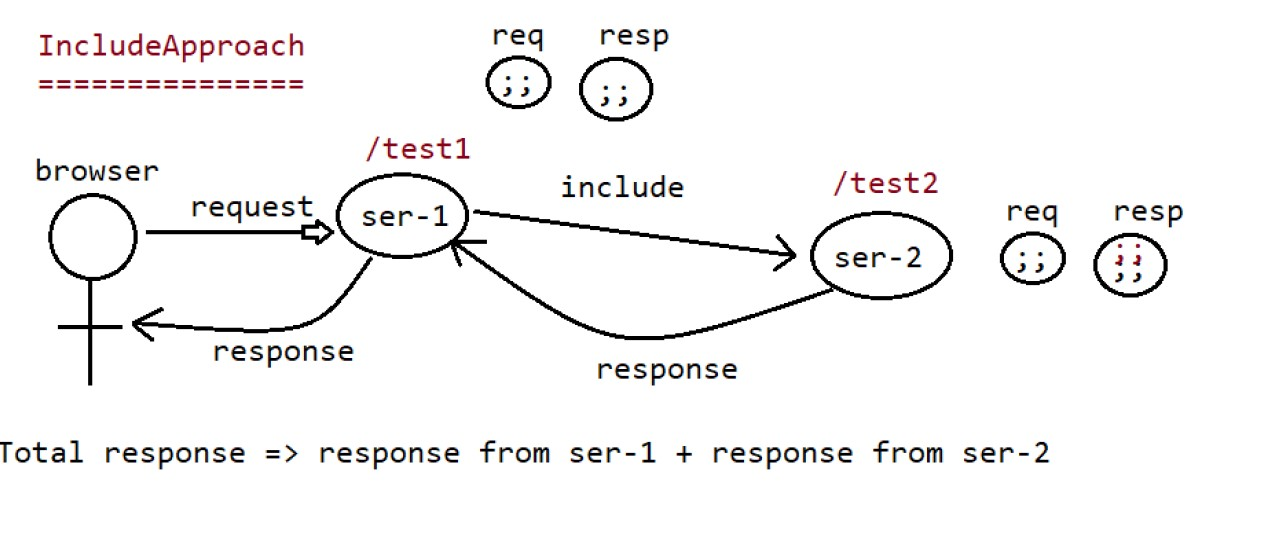 IncludeApproach
===============
req resp
;; ;;
/test1
browser
request
ser-1
include
/test2
ser-2
req resp
;; ;;
;;
response
response
Total response => response from ser-1 + response from ser-2